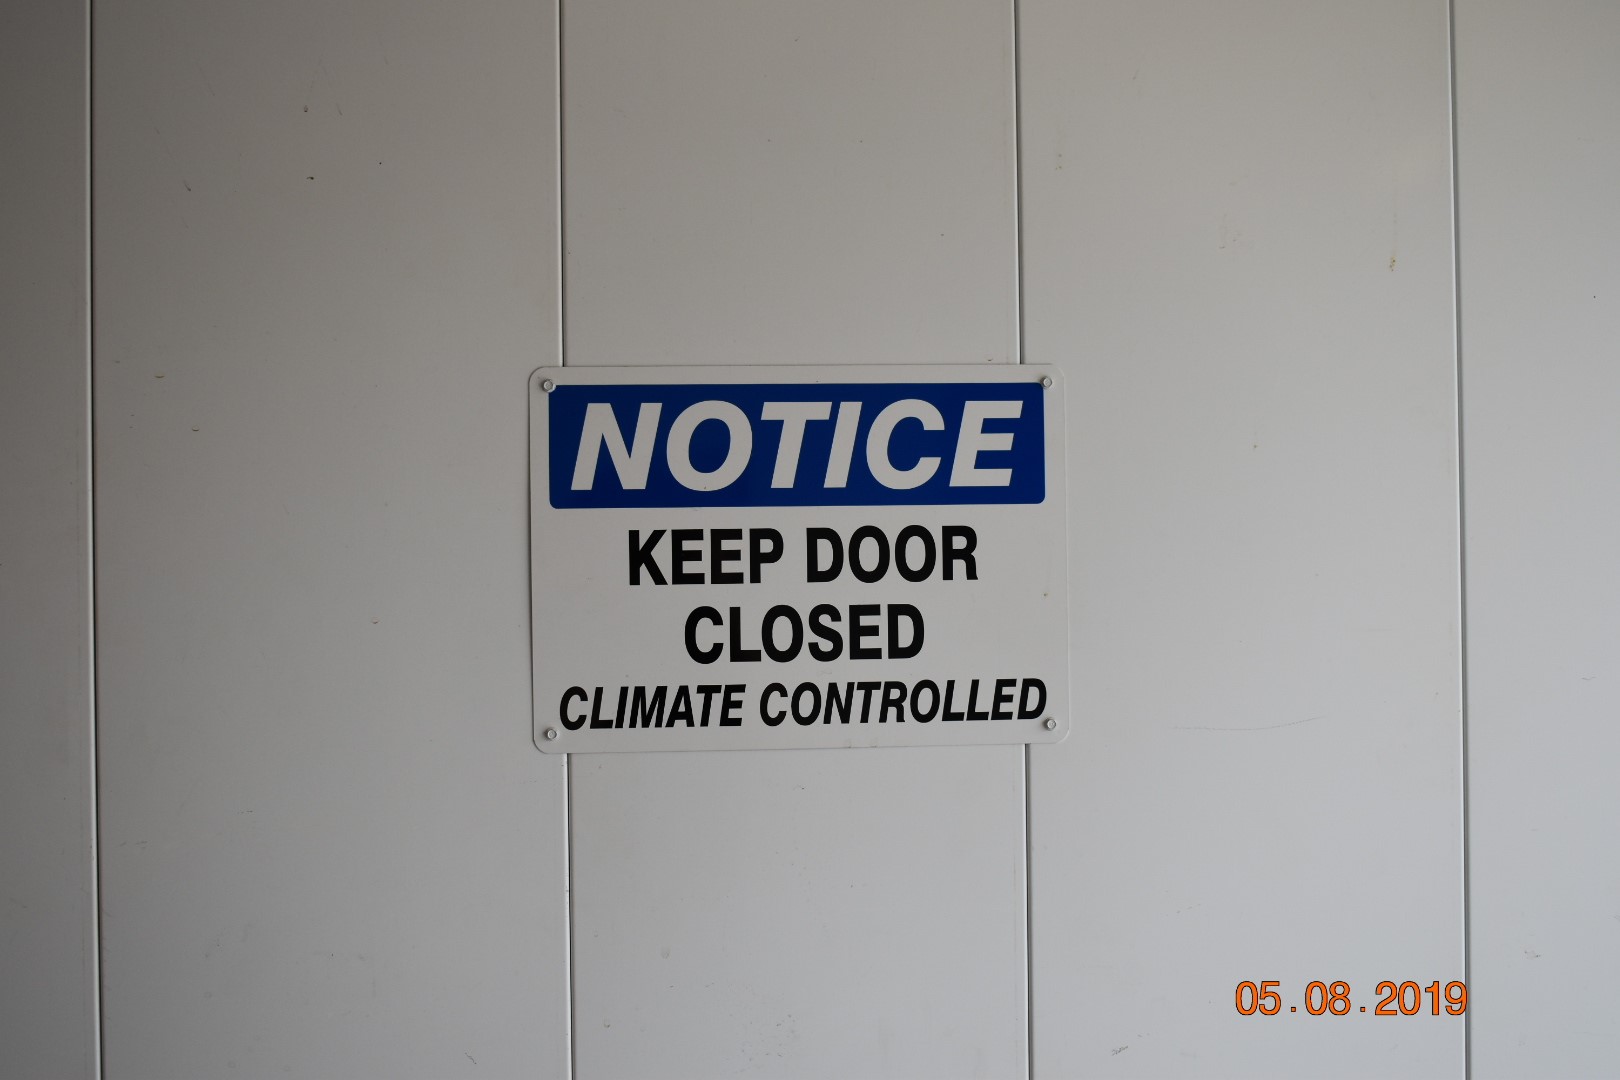 NOTICE
KEEP DOOR
CLOSED
CLIMATE CONTROLLED
05.08.2019